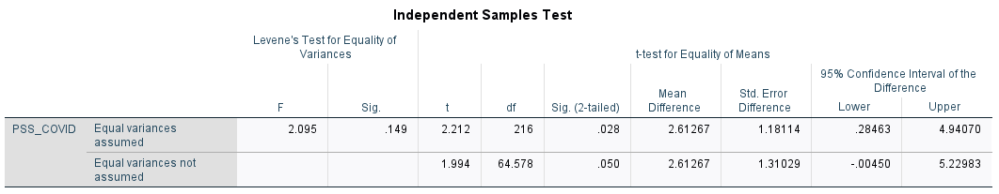 Independent Samples Test
Levene's Test for Equality of
Variances
t-test for Equality of Means
95% Confidence Interval of the
Difference
F Sig. t df Sig. (2-tailed) Mean
Difference Std. Error
Difference Lower Upper
PSS_COVID Equal variances
assumed 2.095 .149 2.212 216 .028 2.61267 1.18114 .28463 4.94070
Equal variances not
assumed 1.994 64.578 .050 2.61267 1.31029 -.00450 5.22983